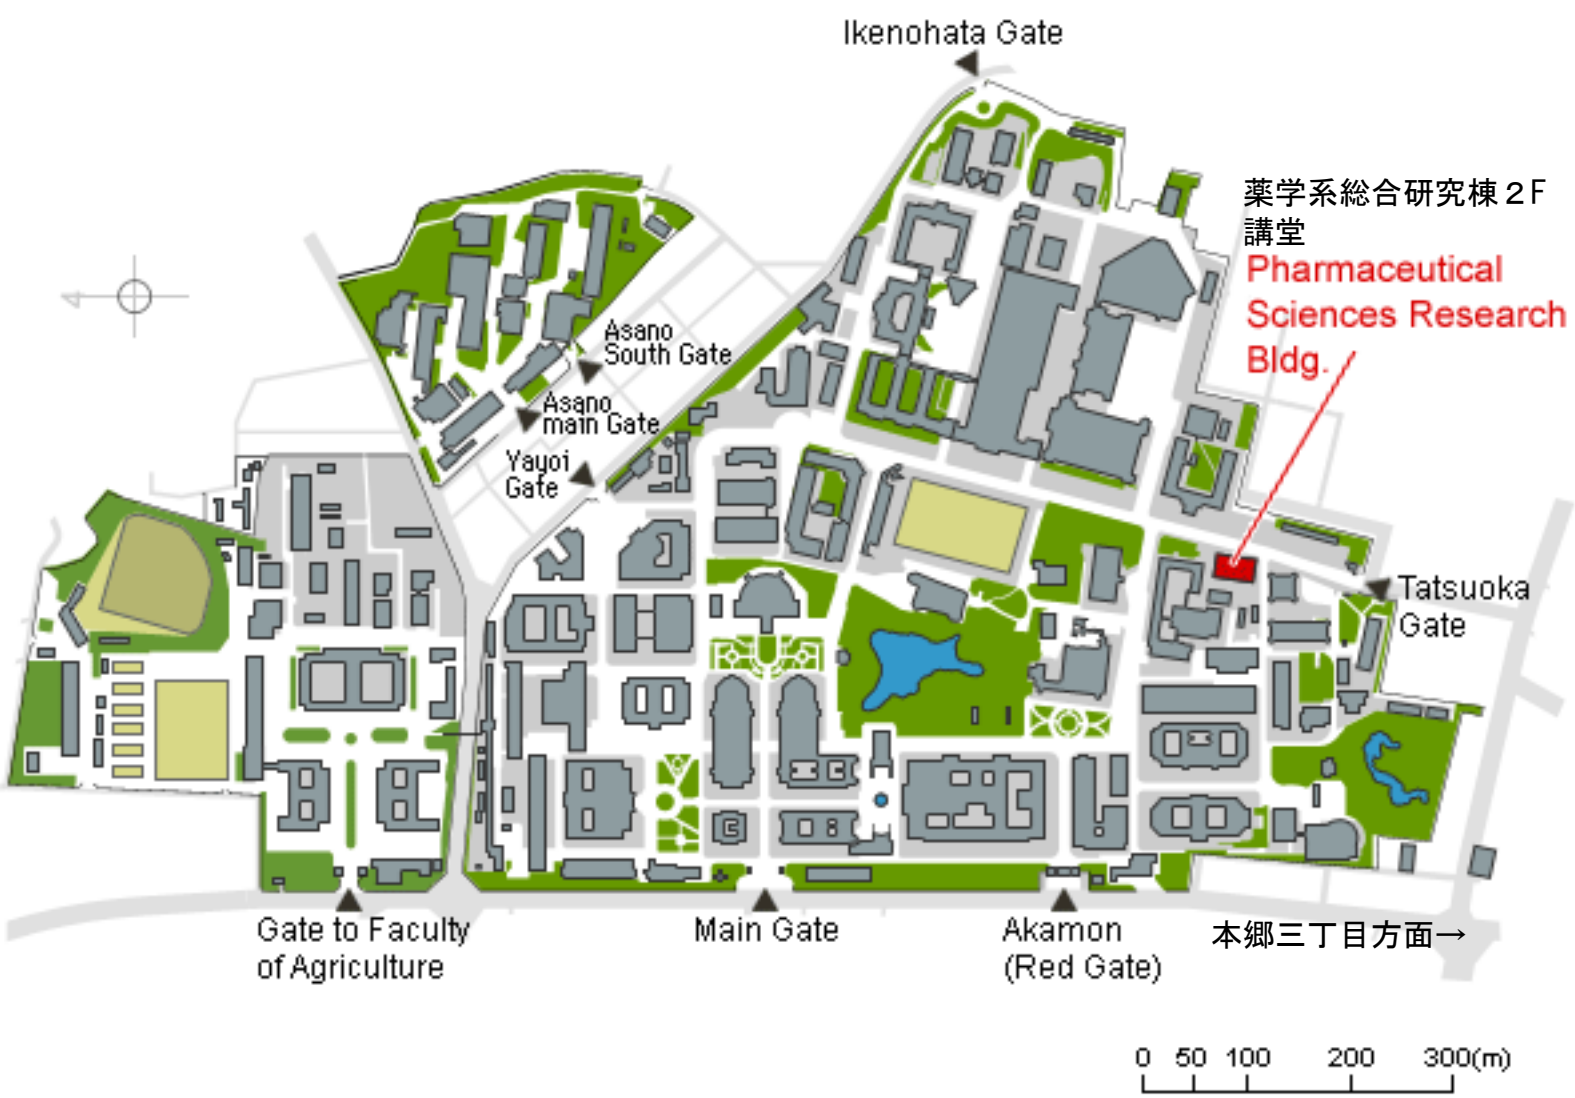 Ikenohata Gate
薬学系総合研究棟２F
講堂
Pharmaceutical
Sciences Research
Bldg.
Asano
South Gate
Asano
main Gate
Yayoi
Gate
Tatsuoka
Gate
Gate to Faculty
of Agriculture
Main Gate
Akamon
(Red Gate)
本郷三丁目方面→
0 50 100 200 300(m)